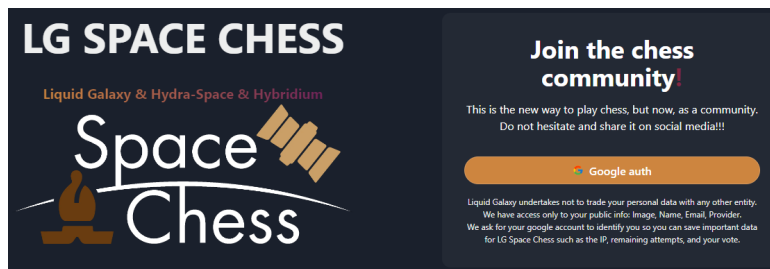 LG SPACE CHESS
Liquid Galaxy & Hydra-Space & Hybridium
Space
Chess
Join the chess
community!
This is the new way to play chess, but now, as a community.
Do not hesitate and share it on social media!!!
Google auth
Liquid Galaxy undertakes not to trade your personal data with any other entity.
We have access only to your public info: Image, Name, Email, Provider.
We ask for your google account to identify you so you can save important data
for LG Space Chess such as the IP, remaining attempts, and your vote.